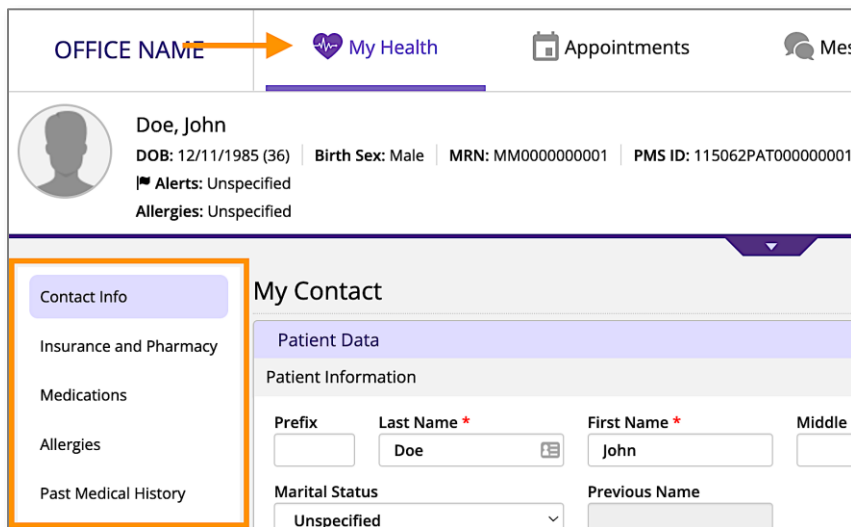 OFFICE NAME My Health Appointments Mes
Doe, John
DOB: 12/11/1985 (36) Birth Sex: Male MRN: MM0000000001 PMS ID: 115062PAT000000001
Alerts: Unspecified
Allergies: Unspecified
Contact Info
Insurance and Pharmacy
Medications
Allergies
Past Medical History
My Contact
Patient Data
Patient Information
Prefix Last Name * First Name * Middle
Doe John
Marital Status Previous Name
Unspecified